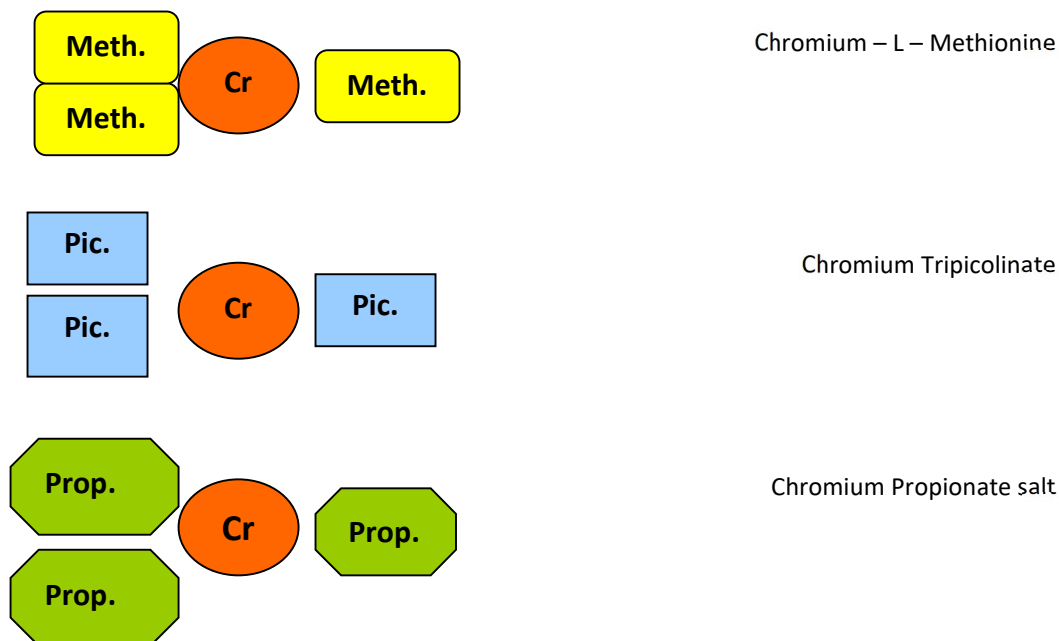 Meth.
Meth.
Cr
Meth.
Chromium – L – Methionine
Pic.
Pic.
Cr
Pic.
Chromium Tripicolinate
Prop.
Prop.
Cr
Prop.
Chromium Propionate salt